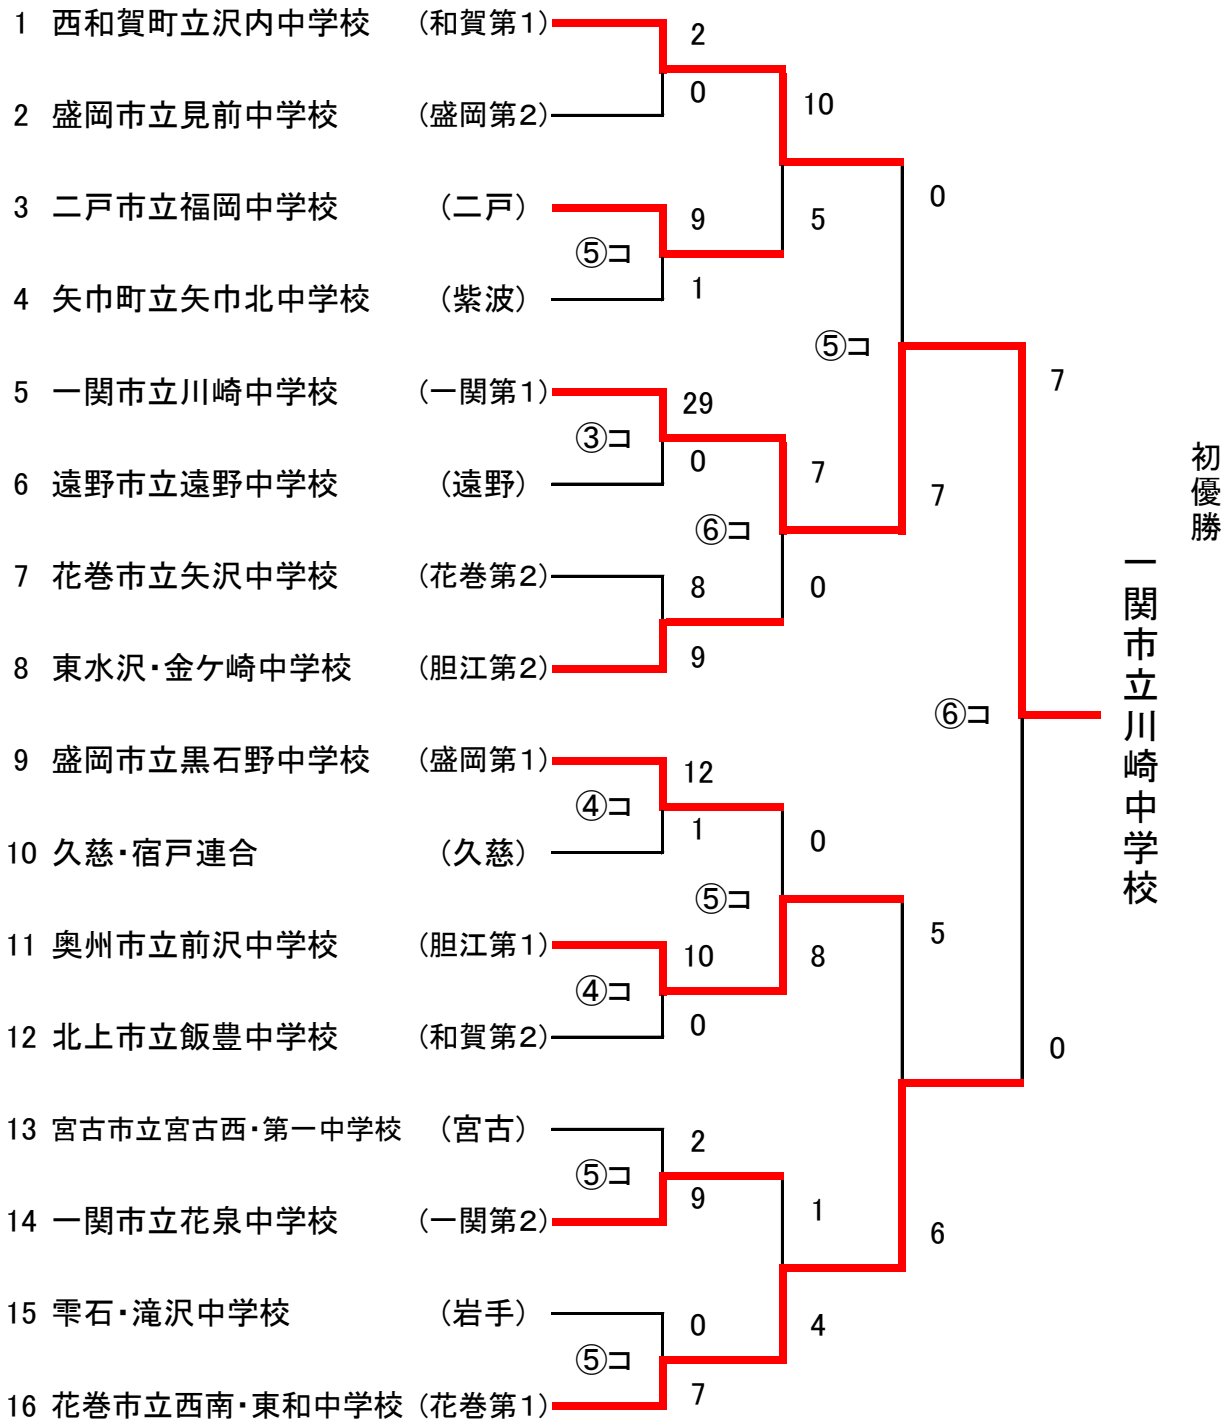 1 西和賀町立沢内中学校 (和賀第1)
2
0
2 盛岡市立見前中学校 (盛岡第2)
10
3 二戸市立福岡中学校 (二戸)
9
⑤コ
5
0
1
4 矢巾町立矢巾北中学校 (紫波)
⑤コ
5 一関市立川崎中学校 (一関第1)
29
③コ
0
7
6 遠野市立遠野中学校 (遠野)
7
⑥コ
7
7 花巻市立矢沢中学校 (花巻第2)
8
0
9
8 東水沢・金ケ崎中学校 (胆江第2)
⑥コ
9 盛岡市立黒石野中学校 (盛岡第1)
12
④コ
1
0
10 久慈・宿戸連合 (久慈)
⑤コ
11 奥州市立前沢中学校 (胆江第1)
10
④コ
8
5
0
12 北上市立飯豊中学校 (和賀第2)
0
13 宮古市立宮古西・第一中学校 (宮古)
2
⑤コ
9
1
14 一関市立花泉中学校 (一関第2)
6
15 雫石・滝沢中学校 (岩手)
0
⑤コ
4
7
16 花巻市立西南・東和中学校 (花巻第1)
初優勝
一関市立川崎中学校